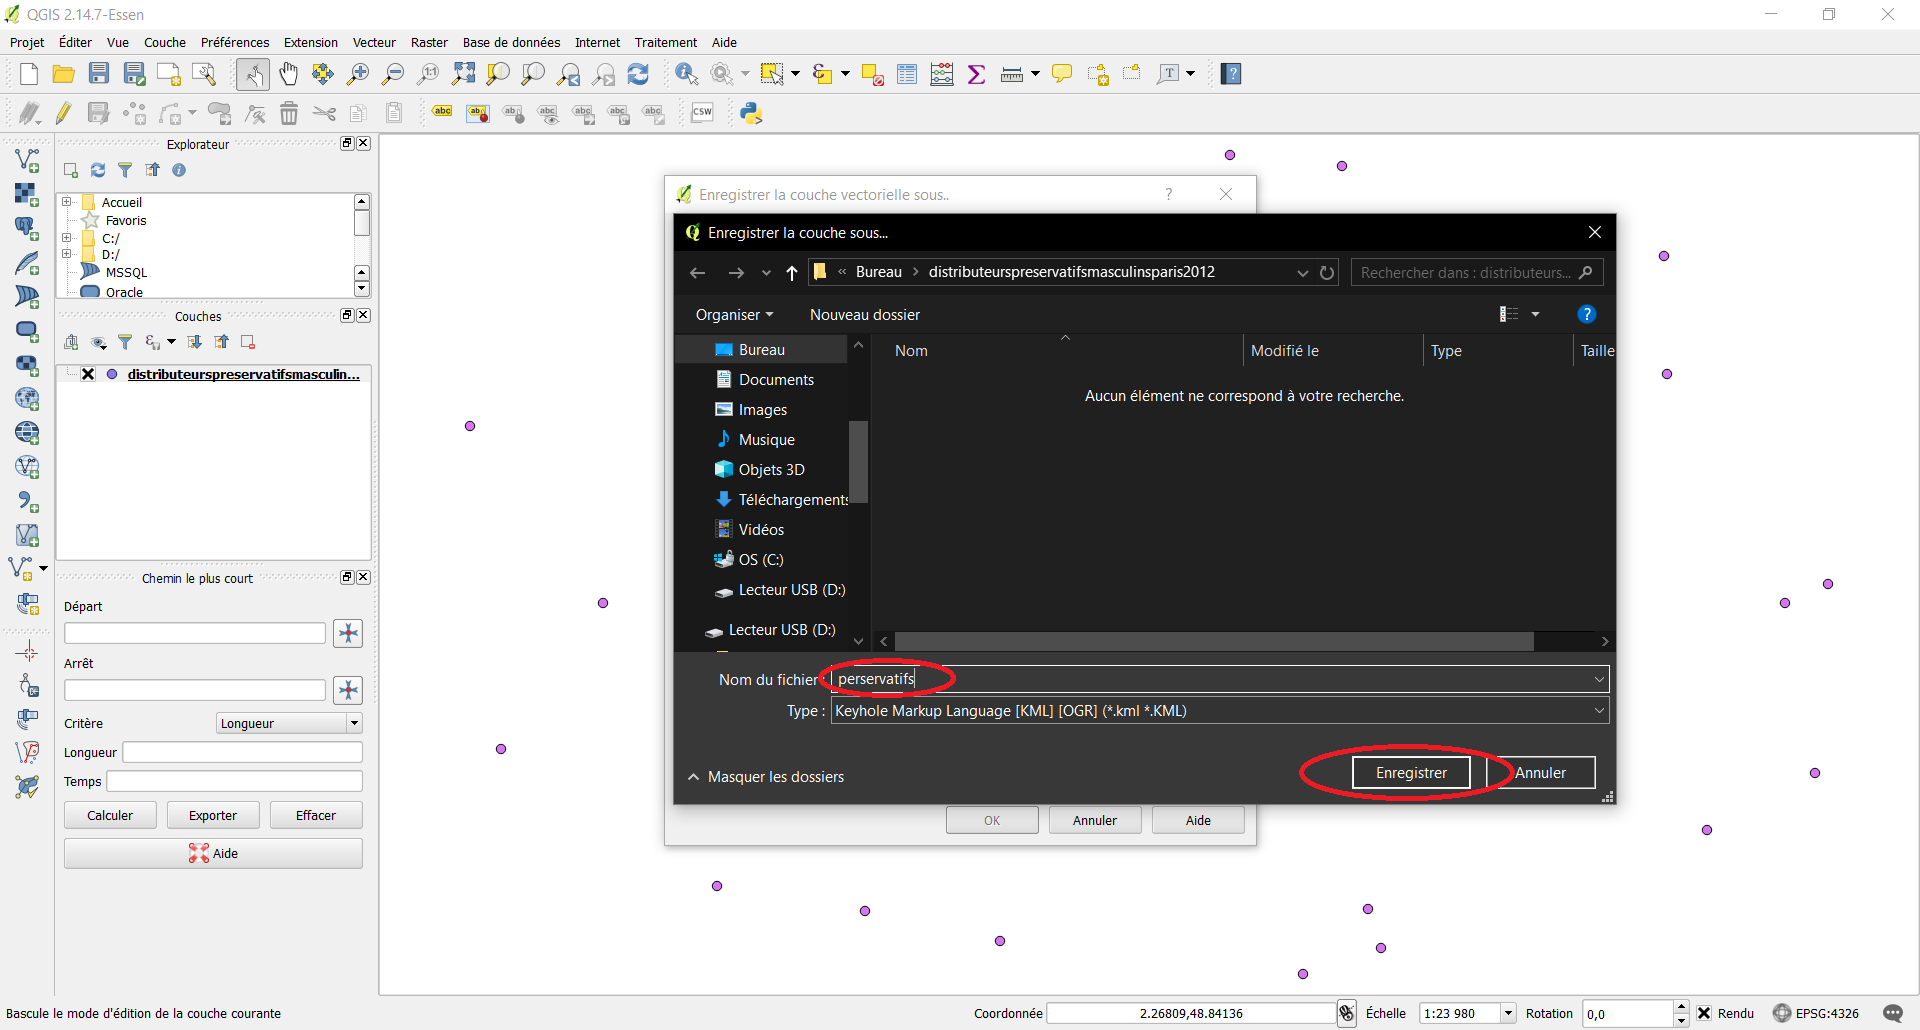 QGIS 2.14.7-Essen
Projet Éditer Vue Couche Préférences Extension Vecteur Raster Base de données Internet Traitement Aide
Explorateur
Accueil
Favoris
C:/
D:/
MSSQL
Oracle
Couches
distributeurspreservatifsmasculin...
Chemin le plus court
Départ
Arrêt
Critère Longueur
Longueur
Temps
Calculer Exporter Effacer
Aide
Enregistrer la couche vectorielle sous..
Enregistrer la couche sous...
« Bureau > distributeurspreservatifsmasculinsparis2012
Rechercher dans : distributeurs...
Organiser Nouveau dossier
Nom Modifié le Type Taille
Aucun élément ne correspond à votre recherche.
Bureau
Documents
Images
Musique
Objets 3D
Téléchargements
Vidéos
OS (C:)
Lecteur USB (D:)
Lecteur USB (D:)
Nom du fichier : perservatifs
Type : Keyhole Markup Language [KML] [OGR] (*.kml *.KML)
Masquer les dossiers
Enregistrer Annuler
OK Annuler Aide
Bascule le mode d'édition de la couche courante
Coordonnée 2.26809,48.84136 Échelle 1:23 980 Rotation 0,0 Rendu EPSG:4326